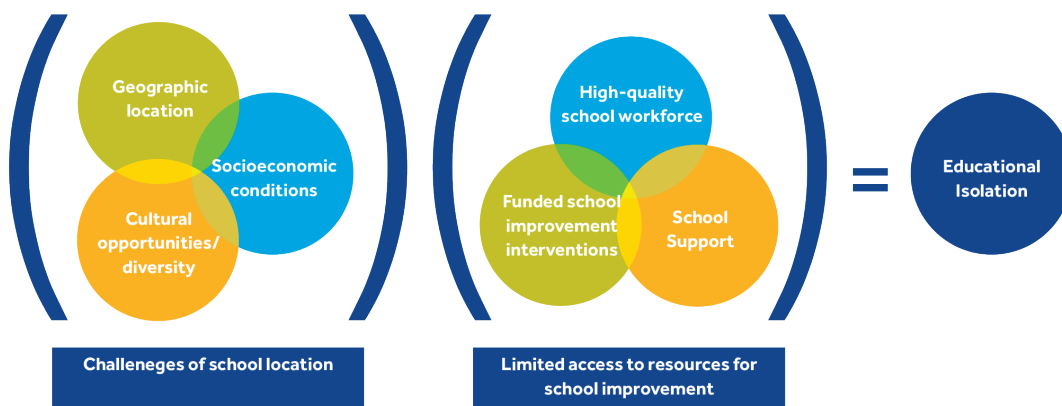 Geographic
location
Socioeconomic
conditions
Cultural
opportunities/
diversity
Challeneges of school location
High-quality
school workforce
Funded school
improvement
interventions
School
Support
Limited access to resources for
school improvement
=
Educational
Isolation